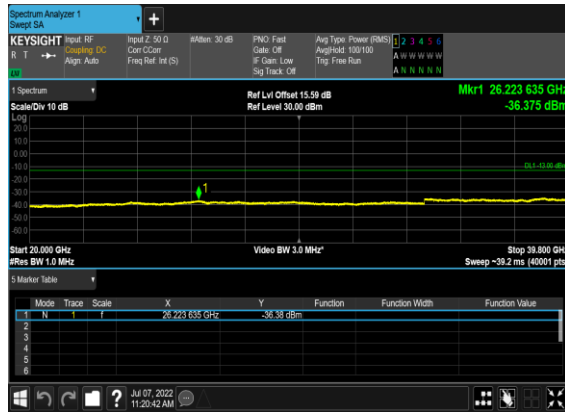 Spectrum Analyzer 1
Swept SA
+
KEYSIGHT Input: RF Input Z: 50 Ω #Atten: 30 dB PNO: Fast Avg Type: Power (RMS) 1 2 3 4 5 6
R T Coupling: DC Corr CCorr Gate: Off Avg|Hold: 100/100 A W W W W W
Align: Auto Freq Ref: Int (S) IF Gain: Low Trig: Free Run
Sig Track: Off A N N N N N
LW
1 Spectrum Ref Lvl Offset 15.59 dB Mkr1 26.223 635 GHz
Scale/Div 10 dB Ref Level 30.00 dBm -36.375 dBm
Log
20.0
10.0
0.00
-10.0 DL1 -13.00 dBm
-20.0
-30.0 1
-40.0
-50.0
-60.0
Start 20.000 GHz Video BW 3.0 MHz* Stop 39.800 GHz
#Res BW 1.0 MHz Sweep ~39.2 ms (40001 pts)
5 Marker Table
Mode Trace Scale X Y Function Function Width Function Value
1 N 1 f 26.223 635 GHz -36.38 dBm
2
3
4
5
6
? Jul 07, 2022
11:20:42 AM